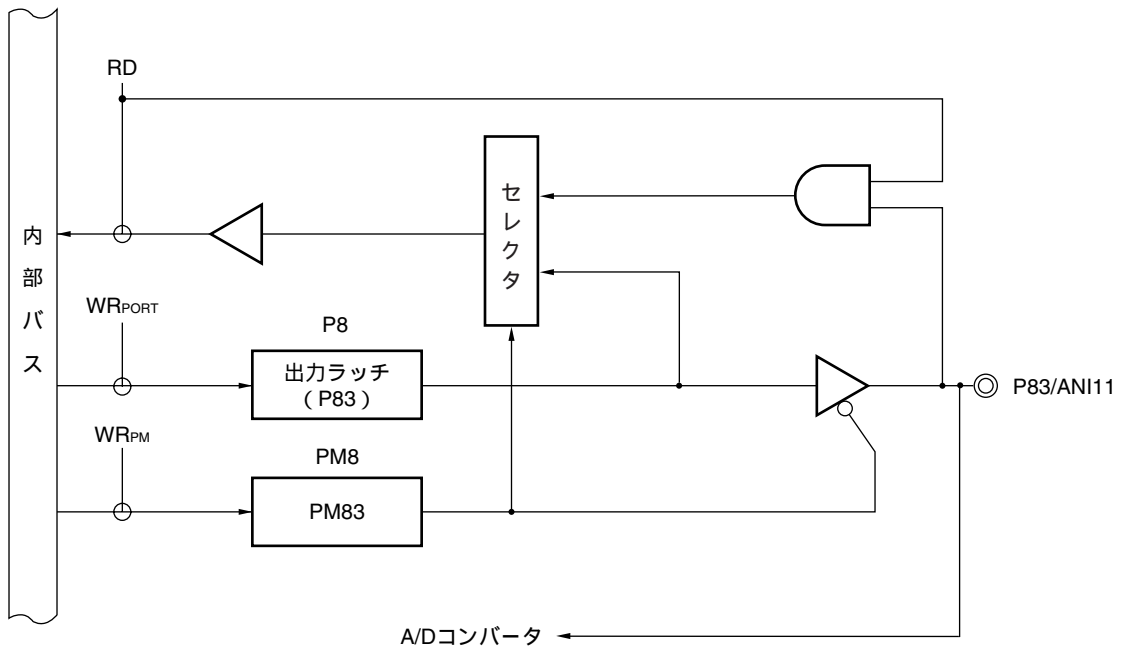 RD
セレクタ
内部バス
WRPORT
P8
出力ラッチ
(P83)
P83/ANI11
WRPM
PM8
PM83
A/Dコンバータ